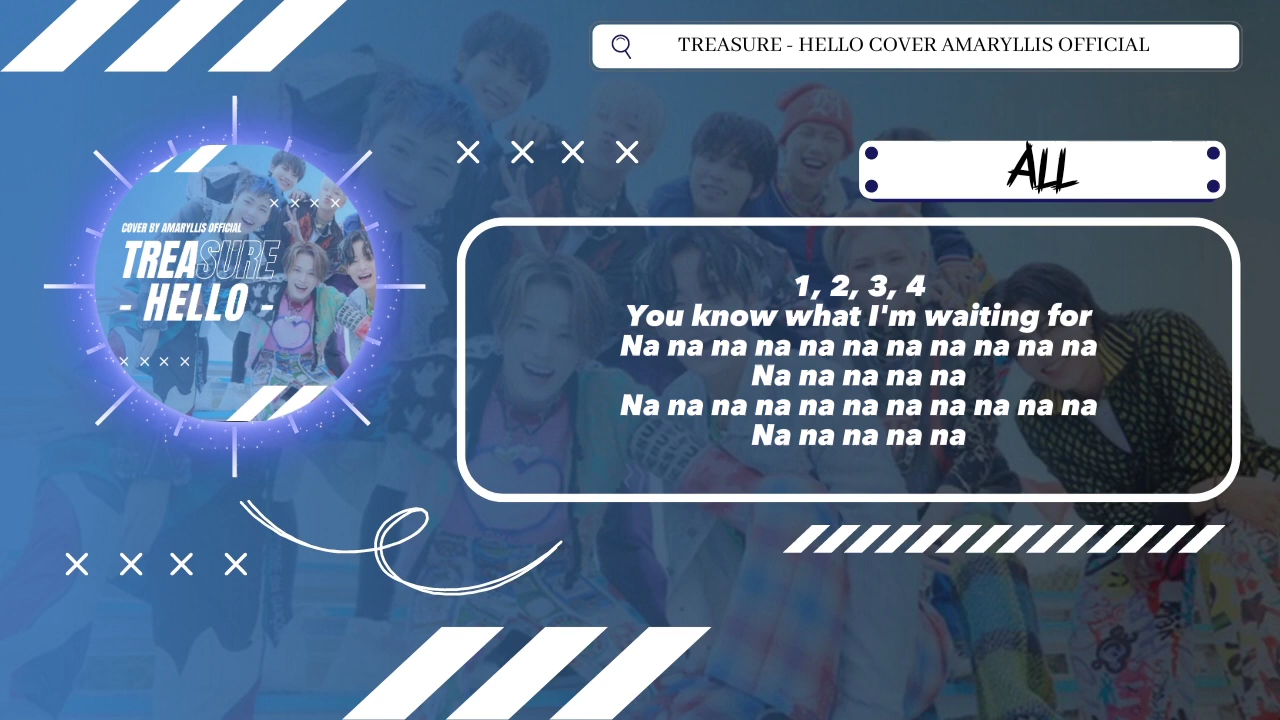 TREASURE - HELLO COVER AMARYLLIS OFFICIAL
ALL
COVER BY AMARYLLIS OFFICIAL
TREASURE
- HELLO -
1, 2, 3, 4
You know what I'm waiting for
Na na na na na na na na na na na
Na na na na na
Na na na na na na na na na na na
Na na na na na